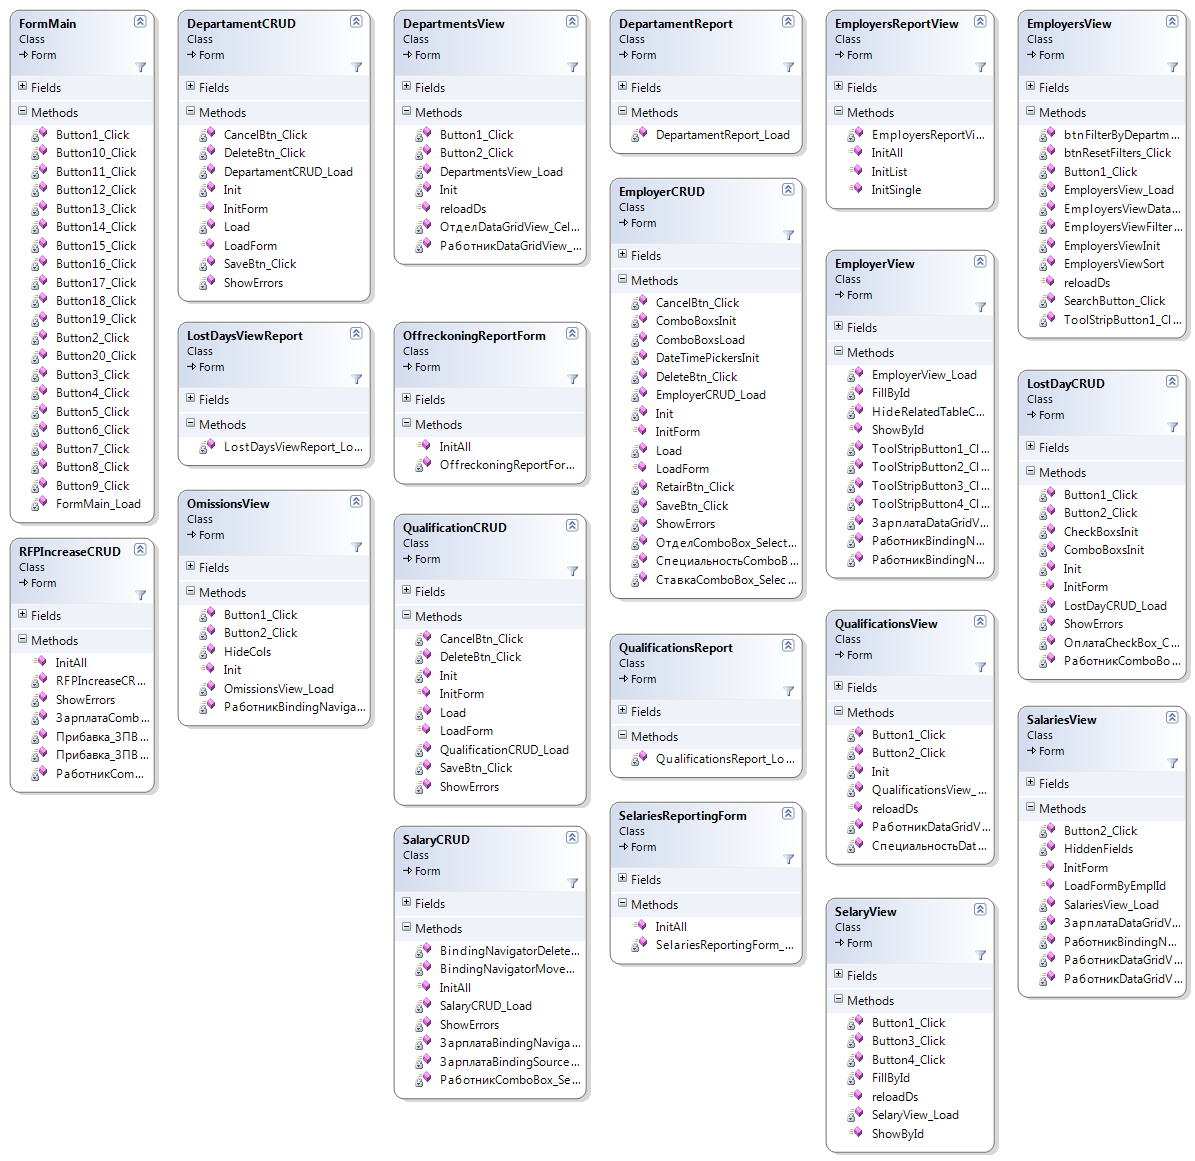 FormMain
Class
Form
Fields
Methods
Button1_Click
Button10_Click
Button11_Click
Button12_Click
Button13_Click
Button14_Click
Button15_Click
Button16_Click
Button17_Click
Button18_Click
Button19_Click
Button2_Click
Button20_Click
Button3_Click
Button4_Click
Button5_Click
Button6_Click
Button7_Click
Button8_Click
Button9_Click
FormMain_Load
RFPIncreaseCRUD
Class
Form
Fields
Methods
InitAll
RFPIncreaseCR...
ShowErrors
ЗарплатаComb...
Прибавка_ЗПВ...
Прибавка_ЗПВ...
РаботникCom...
DepartamentCRUD
Class
Form
Fields
Methods
CancelBtn_Click
DeleteBtn_Click
DepartamentCRUD_Load
Init
InitForm
Load
LoadForm
SaveBtn_Click
ShowErrors
LostDaysViewReport
Class
Form
Fields
Methods
LostDaysViewReport_Lo...
OmissionsView
Class
Form
Fields
Methods
Button1_Click
Button2_Click
HideCols
Init
OmissionsView_Load
РаботникBindingNaviga...
DepartmentsView
Class
Form
Fields
Methods
Button1_Click
Button2_Click
DepartmentsView_Load
Init
reloadDs
ОтделDataGridView_Cel...
РаботникDataGridView_...
OffreckoningReportForm
Class
Form
Fields
Methods
InitAll
OffreckoningReportFor...
QualificationCRUD
Class
Form
Fields
Methods
CancelBtn_Click
DeleteBtn_Click
Init
InitForm
Load
LoadForm
QualificationCRUD_Load
SaveBtn_Click
ShowErrors
SalaryCRUD
Class
Form
Fields
Methods
BindingNavigatorDelete...
BindingNavigatorMove...
InitAll
SalaryCRUD_Load
ShowErrors
ЗарплатаBindingNaviga...
ЗарплатаBindingSource...
РаботникComboBox_Se...
DepartamentReport
Class
Form
Fields
Methods
DepartamentReport_Load
EmployerCRUD
Class
Form
Fields
Methods
CancelBtn_Click
ComboBoxsInit
ComboBoxsLoad
DateTimePickersInit
DeleteBtn_Click
EmployerCRUD_Load
Init
InitForm
Load
LoadForm
RetairBtn_Click
SaveBtn_Click
ShowErrors
ОтделComboBox_Select...
СпециальностьComboB...
СтавкаComboBox_Selec...
QualificationsReport
Class
Form
Fields
Methods
QualificationsReport_Lo...
SelariesReportingForm
Class
Form
Fields
Methods
InitAll
SelariesReportingForm_...
EmployersReportView
Class
Form
Fields
Methods
EmployersReportVi...
InitAll
InitList
InitSingle
EmployerView
Class
Form
Fields
Methods
EmployerView_Load
FillById
HideRelatedTableC...
ShowById
ToolStripButton1_Cl...
ToolStripButton2_Cl...
ToolStripButton3_Cl...
ToolStripButton4_Cl...
ЗарплатаDataGridV...
РаботникBindingN...
РаботникBindingN...
QualificationsView
Class
Form
Fields
Methods
Button1_Click
Button2_Click
Init
QualificationsView_...
reloadDs
РаботникDataGridV...
СпециальностьDat...
SelaryView
Class
Form
Fields
Methods
Button1_Click
Button3_Click
Button4_Click
FillById
reloadDs
SelaryView_Load
ShowById
EmployersView
Class
Form
Fields
Methods
btnFilterByDepartm...
btnResetFilters_Click
Button1_Click
EmployersView_Load
EmployersViewData...
EmployersViewFilter...
EmployersViewInit
EmployersViewSort
reloadDs
SearchButton_Click
ToolStripButton1_Cl...
LostDayCRUD
Class
Form
Fields
Methods
Button1_Click
Button2_Click
CheckBoxsInit
ComboBoxsInit
Init
InitForm
LostDayCRUD_Load
ShowErrors
ОплатаCheckBox_C...
РаботникComboBo...
SalariesView
Class
Form
Fields
Methods
Button2_Click
HiddenFields
InitForm
LoadFormByEmplId
SalariesView_Load
ЗарплатаDataGridV...
РаботникBindingN...
РаботникDataGridV...
РаботникDataGridV...